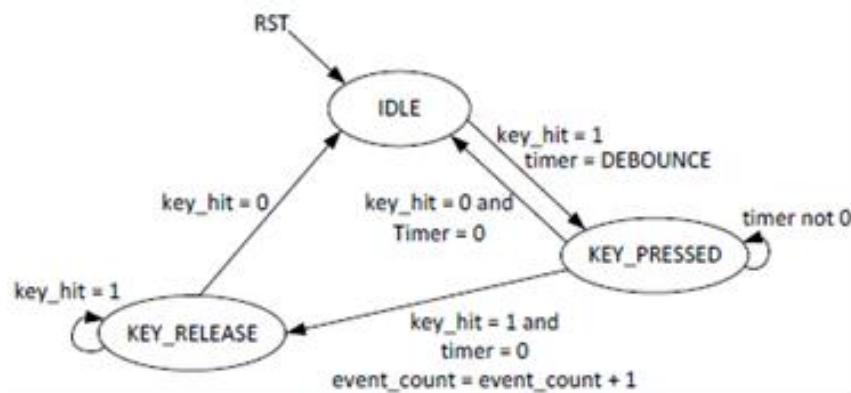 RST
IDLE
key_hit = 1
timer = DEBOUNCE
key_hit = 0
key_hit = 0 and
Timer = 0
timer not 0
KEY_PRESSED
key_hit = 1
KEY_RELEASE
key_hit = 1 and
timer = 0
event_count = event_count + 1